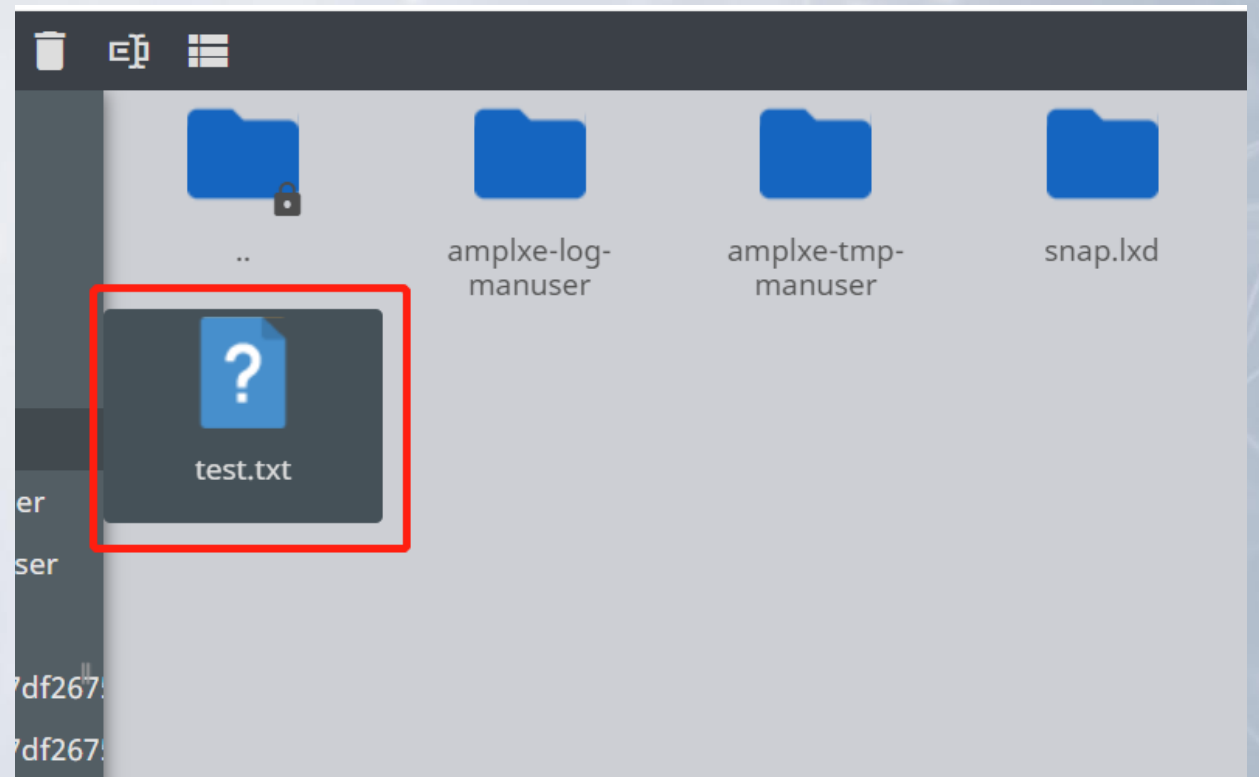 ..
amplxe-log-
manuser
amplxe-tmp-
manuser
snap.lxd
?
test.txt
er
ser
7df267
7df267